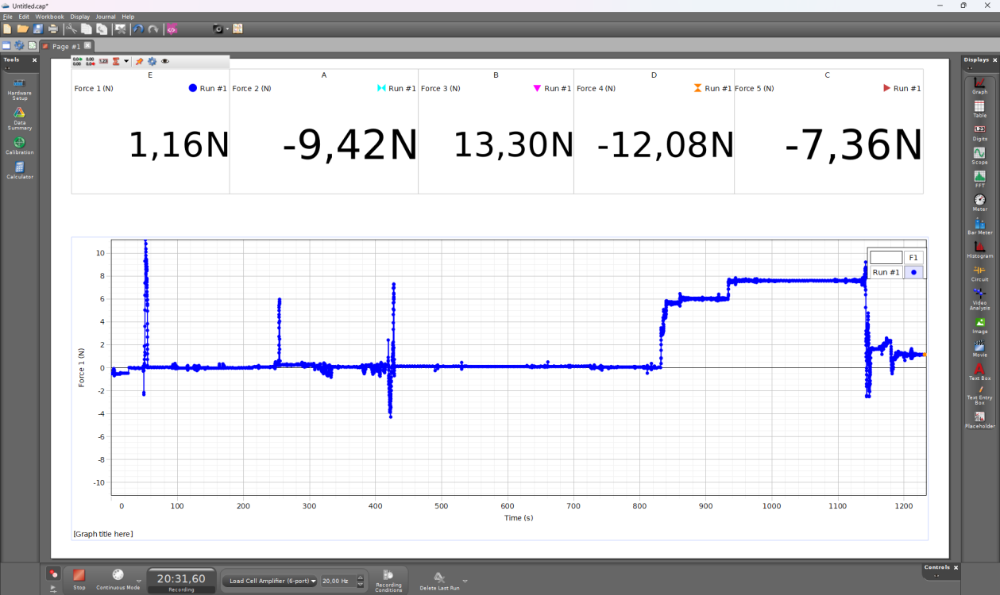 Untitled.cap*
File Edit Workbook Display Journal Help
Page #1
Tools
Hardware
Setup
Data
Summary
Calibration
Calculator
E
Force 1 (N) Run #1
1,16N
A
Force 2 (N) Run #1
-9,42N
B
Force 3 (N) Run #1
13,30N
D
Force 4 (N) Run #1
-12,08N
C
Force 5 (N) Run #1
-7,36N
Force 1 (N)
10
8
6
4
2
0
-2
-4
-6
-8
-10
F1
Run #1
0 100 200 300 400 500 600 700 800 900 1000 1100 1200
Time (s)
[Graph title here]
Displays
Graph
Table
Digits
Scope
FFT
Meter
Bar Meter
Histogram
Circuit
Video
Analysis
Image
Movie
Text Box
Text Entry
Box
Placeholder
Controls
Stop
Continuous Mode
20:31,60
Recording
Load Cell Amplifier (6-port)
20,00 Hz
Recording
Conditions
Delete Last Run